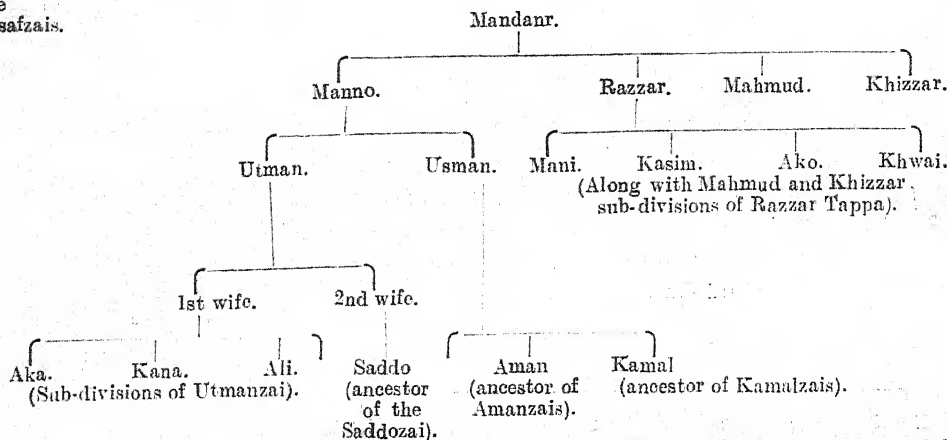 e
safzais.
Mandanr.
Manno. Razzar. Mahmud. Khizzar.
Utman. Usman. Mani. Kasim. Ako. Khwai.
(Along with Mahmud and Khizzar,
sub-divisions of Razzar Tappa).
1st wife. 2nd wife.
Aka. Kana. Ali. Saddo Aman Kamal
(Sub-divisions of Utmanzai). (ancestor (ancestor of (ancestor of Kamalzais).
of the Amanzais).
Saddozai).